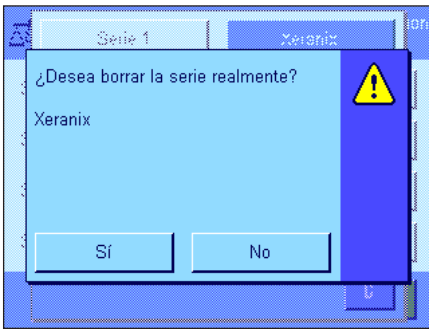 Serie 1
Xeranix
¿Desea borrar la serie realmente?
Xeranix
Sí
No